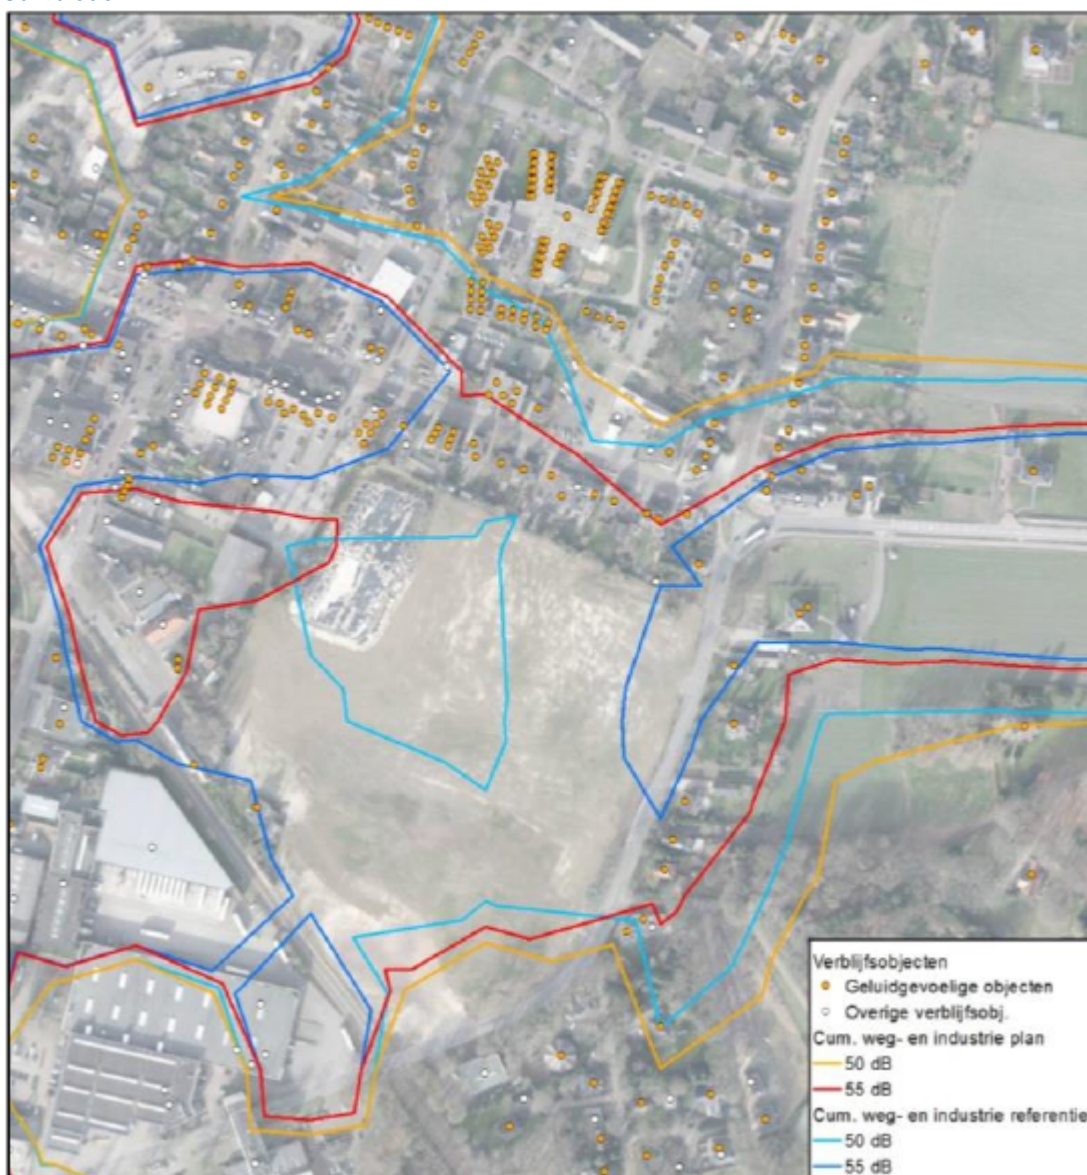 Verblijfsobjecten
Geluidgevoelige objecten
Overige verblijfsobj.
Cum. weg- en industrie plan
50 dB
55 dB
Cum. weg- en industrie referentie
50 dB
55 dB